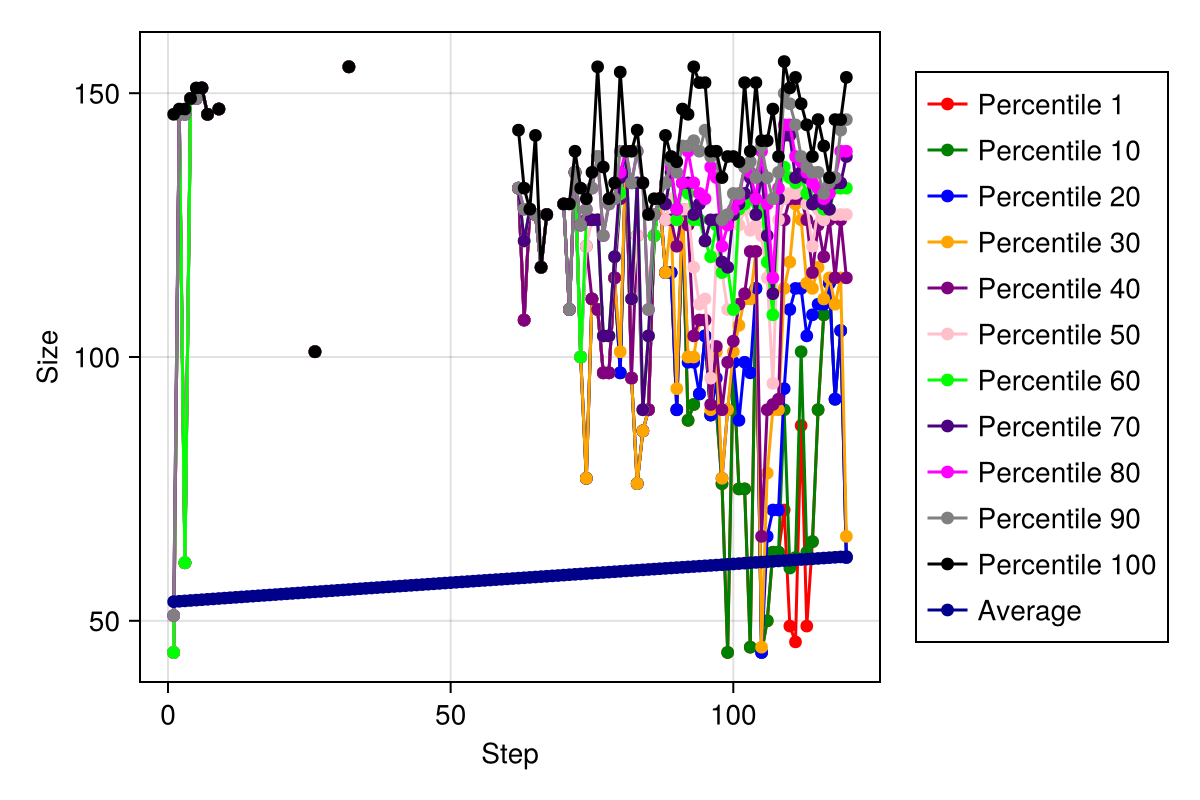 150
100
50
Size
0
50
100
Step
Percentile 1
Percentile 10
Percentile 20
Percentile 30
Percentile 40
Percentile 50
Percentile 60
Percentile 70
Percentile 80
Percentile 90
Percentile 100
Average